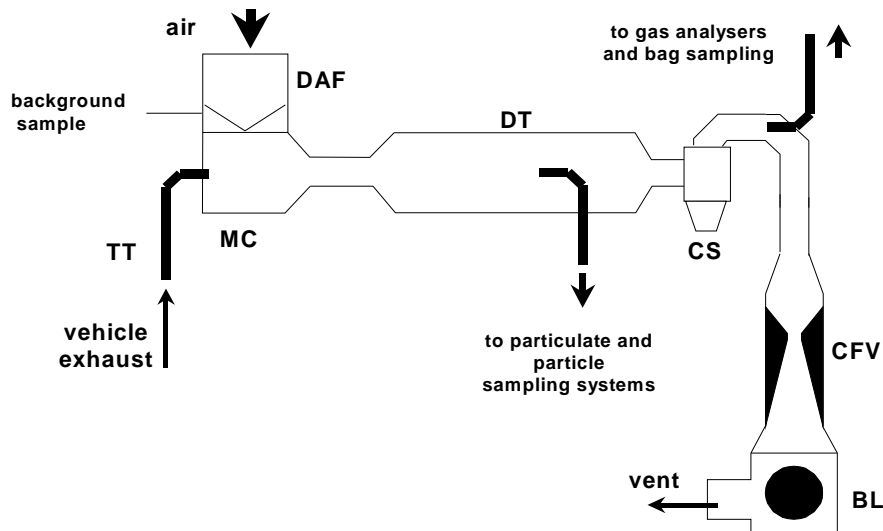 air
to gas analysers
and bag sampling
DAF
background
sample
DT
MC
CS
TT
vehicle
exhaust
to particulate and
particle
sampling systems
CFV
vent
BL